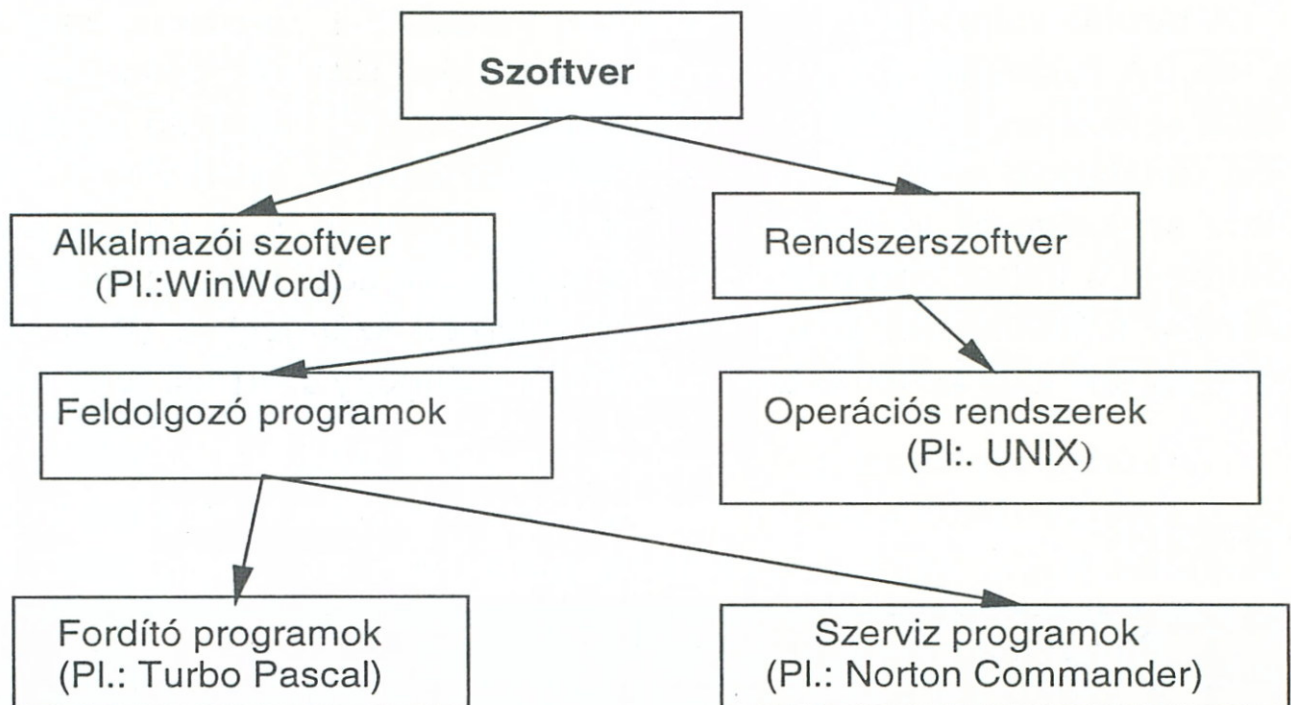 Szoftver
Alkalmazói szoftver
(Pl.:WinWord)
Rendszerszoftver
Feldolgozó programok
Operációs rendszerek
(Pl:. UNIX)
Fordító programok
(Pl.: Turbo Pascal)
Szerviz programok
(Pl.: Norton Commander)